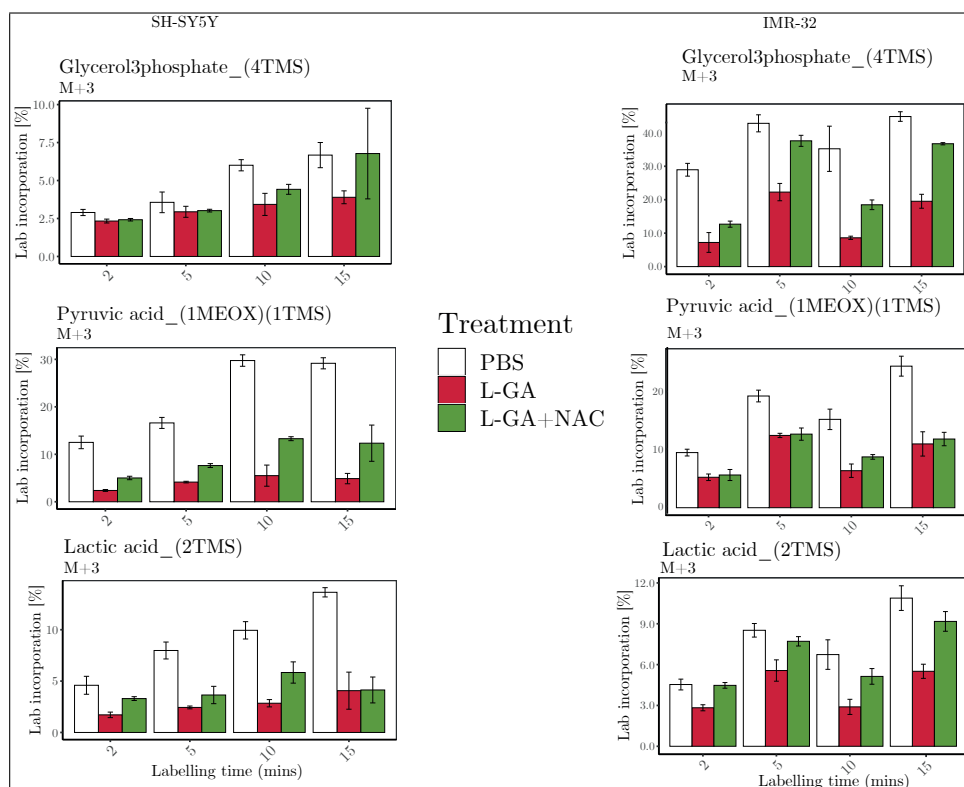 SH-SY5Y
Glycerol3phosphate_(4TMS)
M+3
Lab incorporation [%]
10.0
7.5
5.0
2.5
0.0
2 5 10 15
Pyruvic acid_(1MEOX)(1TMS)
M+3
Lab incorporation [%]
30
20
10
0
2 5 10 15
Lactic acid_(2TMS)
M+3
Lab incorporation [%]
10
5
0
2 5 10 15
Labelling time (mins)
Treatment
PBS
L-GA
L-GA+NAC
IMR-32
Glycerol3phosphate_(4TMS)
M+3
Lab incorporation [%]
40.0
30.0
20.0
10.0
0.0
2 5 10 15
Pyruvic acid_(1MEOX)(1TMS)
M+3
Lab incorporation [%]
20
10
0
2 5 10 15
Lactic acid_(2TMS)
M+3
Lab incorporation [%]
12.0
9.0
6.0
3.0
0.0
2 5 10 15
Labelling time (mins)